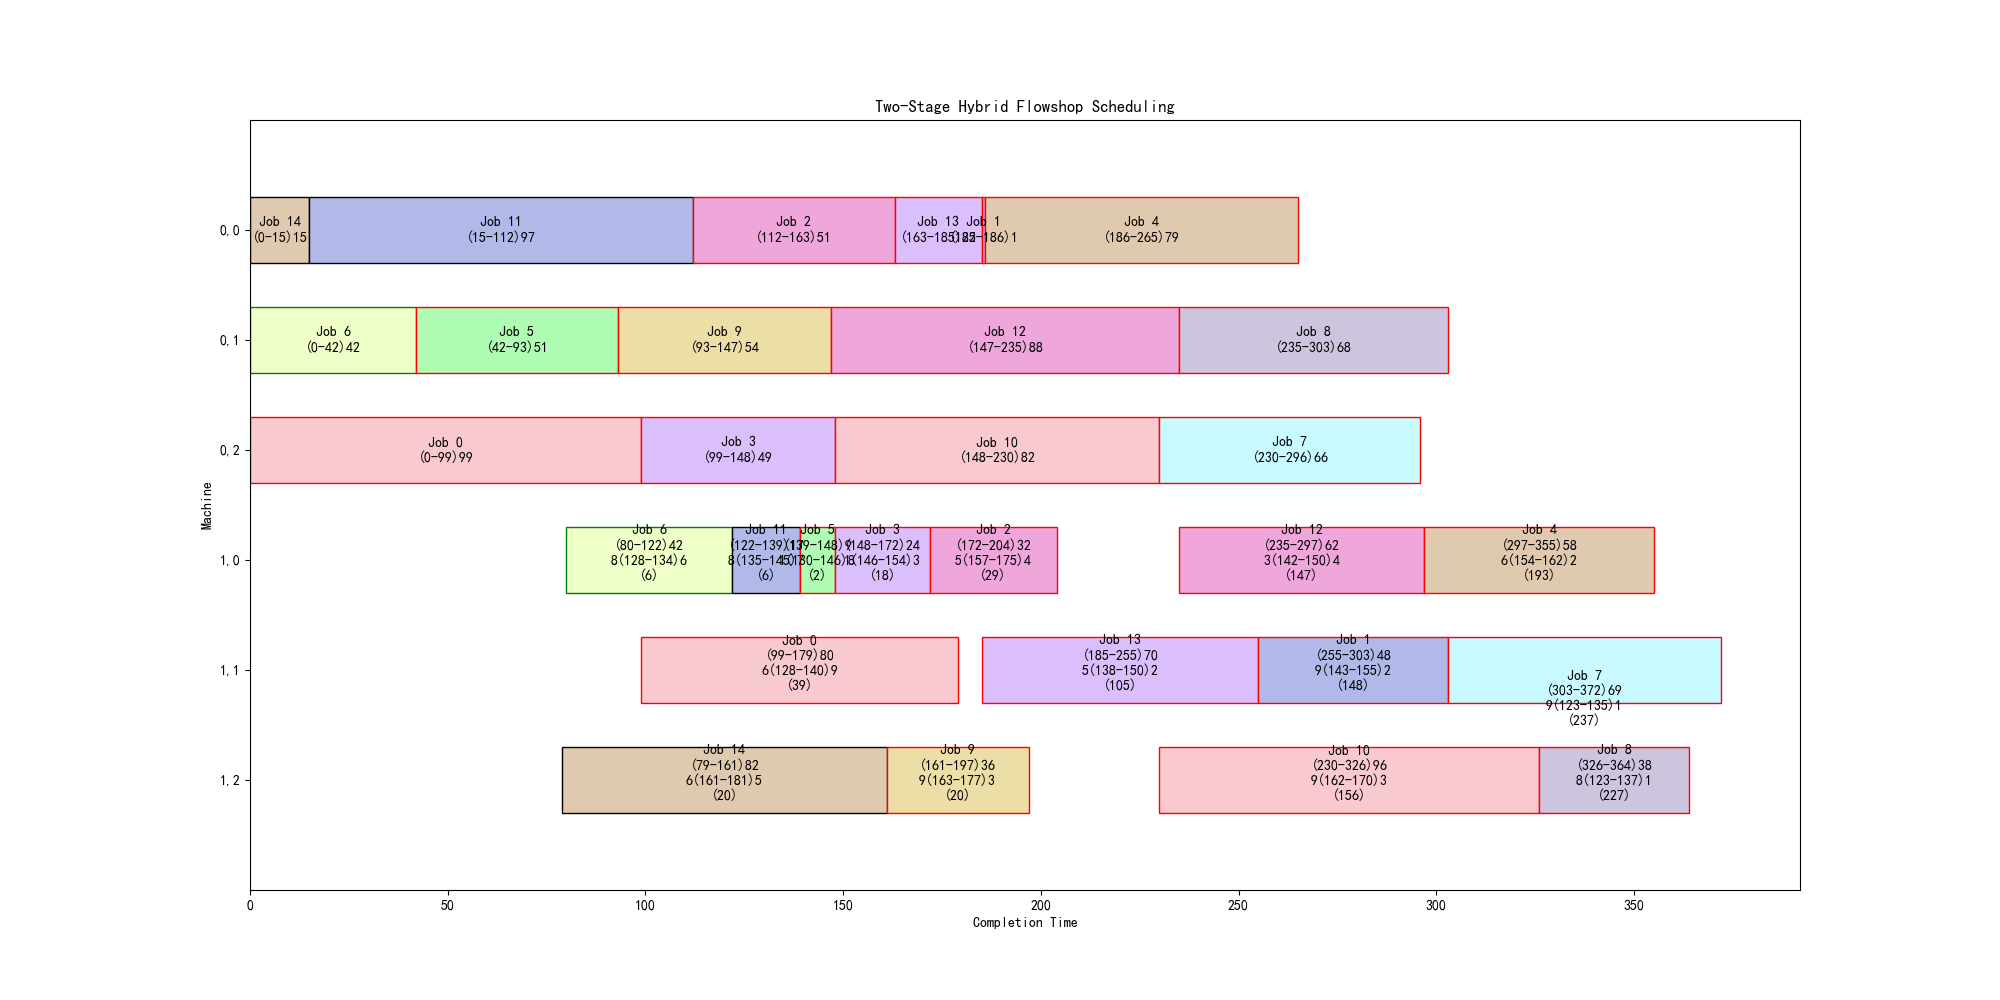 Two-Stage Hybrid Flowshop Scheduling
Machine
0,0
Job 14
(0-15)15
Job 11
(15-112)97
Job 2
(112-163)51
Job 13
(163-185)22
Job 1
(185-186)1
Job 4
(186-265)79
0,1
Job 6
(0-42)42
Job 5
(42-93)51
Job 9
(93-147)54
Job 12
(147-235)88
Job 8
(235-303)68
0,2
Job 0
(0-99)99
Job 3
(99-148)49
Job 10
(148-230)82
Job 7
(230-296)66
1,0
Job 6
(80-122)42
8(128-134)6
(6)
Job 11
(122-139)17
(6)
Job 5
(139-148)9
(2)
Job 3
(148-172)24
(18)
Job 2
(172-204)32
5(157-175)4
(29)
Job 12
(235-297)62
3(142-150)4
(147)
Job 4
(297-355)58
6(154-162)2
(193)
1,1
Job 0
(99-179)80
6(128-140)9
(39)
Job 13
(185-255)70
5(138-150)2
(105)
Job 1
(255-303)48
9(143-155)2
(148)
Job 7
(303-372)69
9(123-135)1
(237)
1,2
Job 14
(79-161)82
6(161-181)5
(20)
Job 9
(161-197)36
9(163-177)3
(20)
Job 10
(230-326)96
9(162-170)3
(156)
Job 8
(326-364)38
8(123-137)1
(227)
0
50
100
150
200
250
300
350
Completion Time